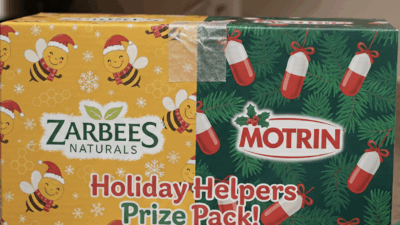 ZARBEES
NATURALS
MOTRIN
Holiday Helpers
Prize Pack!